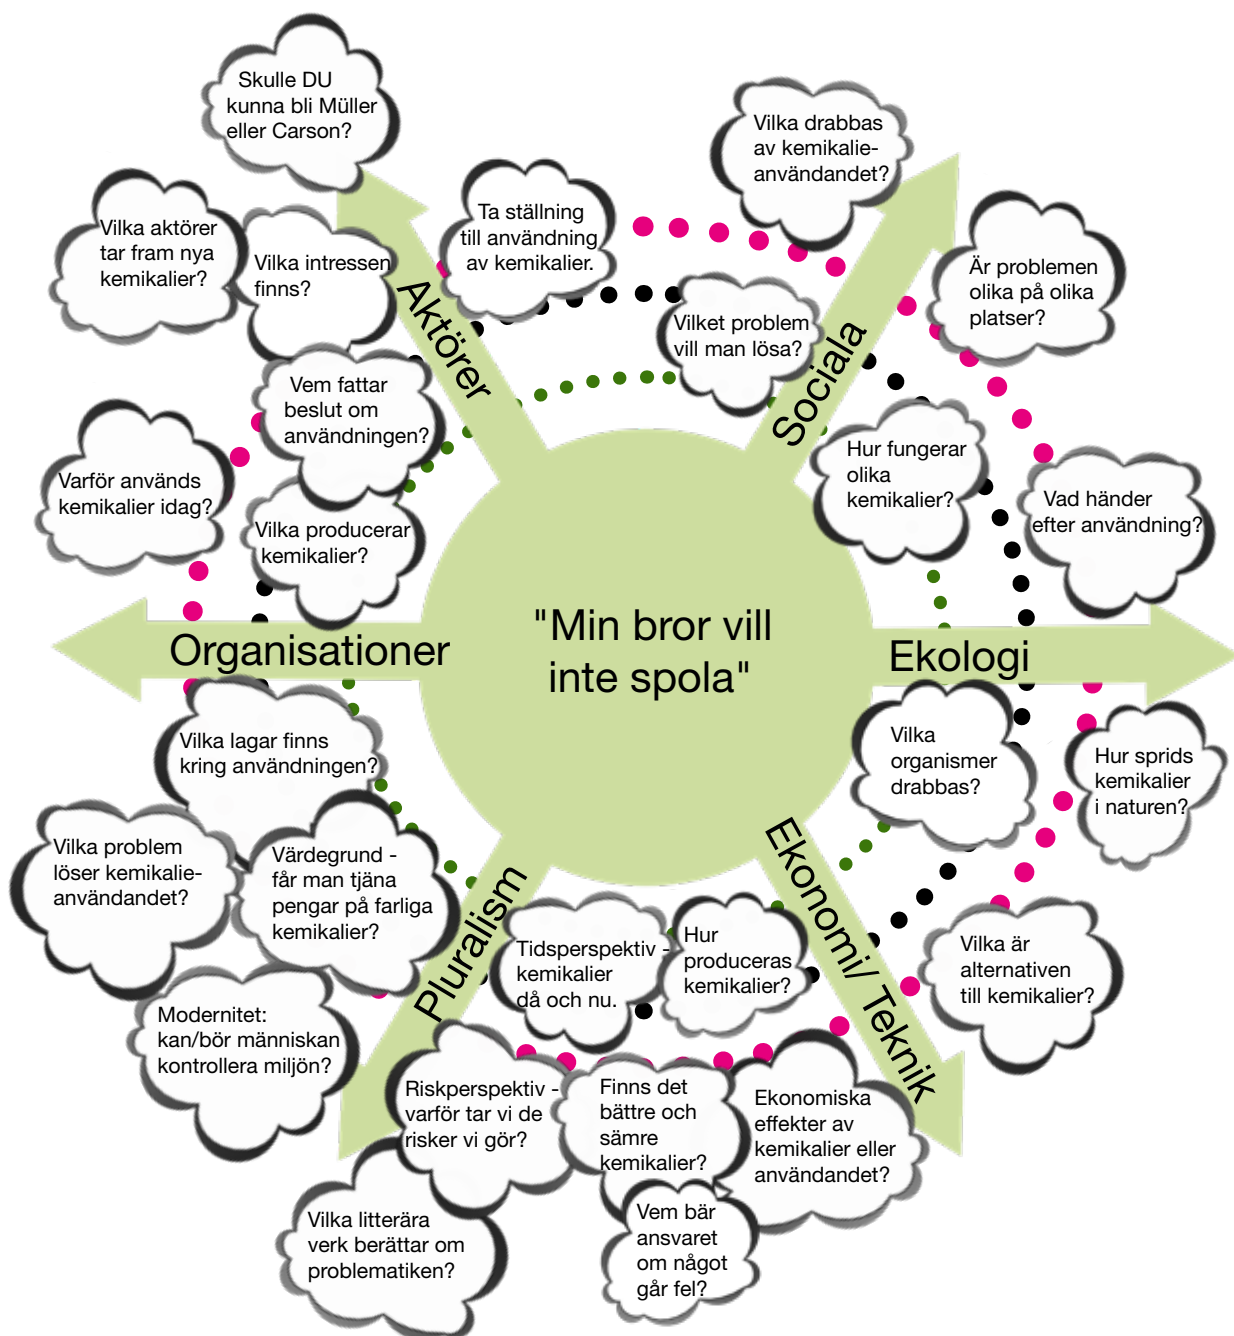 Skulle DU
kunna bli Müller
eller Carson?
Vilka drabbas
av kemikalie-
användandet?
Vilka aktörer
tar fram nya
kemikalier?
Vilka intressen
finns?
Ta ställning
till användning
av kemikalier.
Är problemen
olika på olika
platser?
Vilket problem
vill man lösa?
Aktörer
Sociala
Vem fattar
beslut om
användningen?
Hur fungerar
olika
kemikalier?
Varför används
kemikalier idag?
Vad händer
efter användning?
Vilka producerar
kemikalier?
"Min bror vill
inte spola"
Organisationer
Ekologi
Vilka lagar finns
kring användningen?
Vilka
organismer
drabbas?
Hur sprids
kemikalier
i naturen?
Vilka problem
löser kemikalie-
användandet?
Värdegrund -
får man tjäna
pengar på farliga
kemikalier?
Pluralism
Ekonomi/ Teknik
Tidsperspektiv -
kemikalier
då och nu.
Hur
produceras
kemikalier?
Vilka är
alternativen
till kemikalier?
Modernitet:
kan/bör människan
kontrollera miljön?
Riskperspektiv -
varför tar vi de
risker vi gör?
Finns det
bättre och
sämre
kemikalier?
Ekonomiska
effekter av
kemikalier eller
användandet?
Vilka litterära
verk berättar om
problematiken?
Vem bär
ansvaret
om något
går fel?